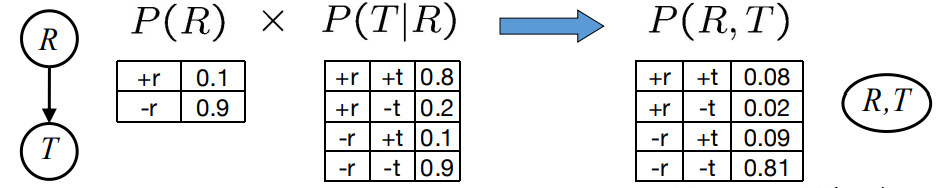 R
T
P(R) × P(T|R) P(R, T)
+r 0.1
-r 0.9
+r +t 0.8
+r -t 0.2
-r +t 0.1
-r -t 0.9
+r +t 0.08
+r -t 0.02
-r +t 0.09
-r -t 0.81
R,T